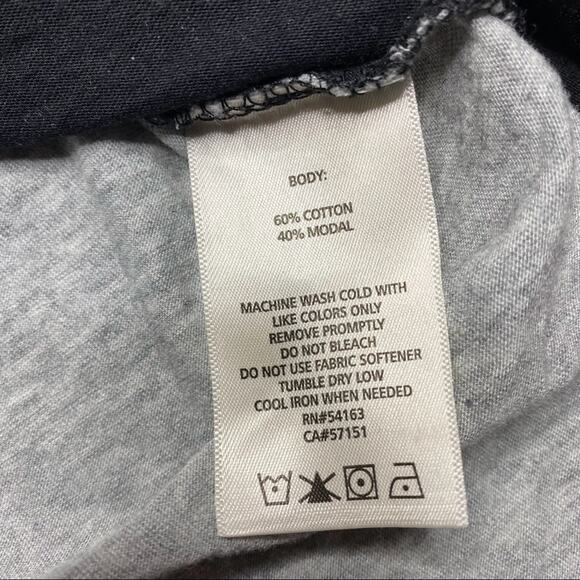 BODY:
60% COTTON
40% MODAL
MACHINE WASH COLD WITH
LIKE COLORS ONLY
REMOVE PROMPTLY
DO NOT BLEACH
DO NOT USE FABRIC SOFTENER
TUMBLE DRY LOW
COOL IRON WHEN NEEDED
RN#54163
CA#57151